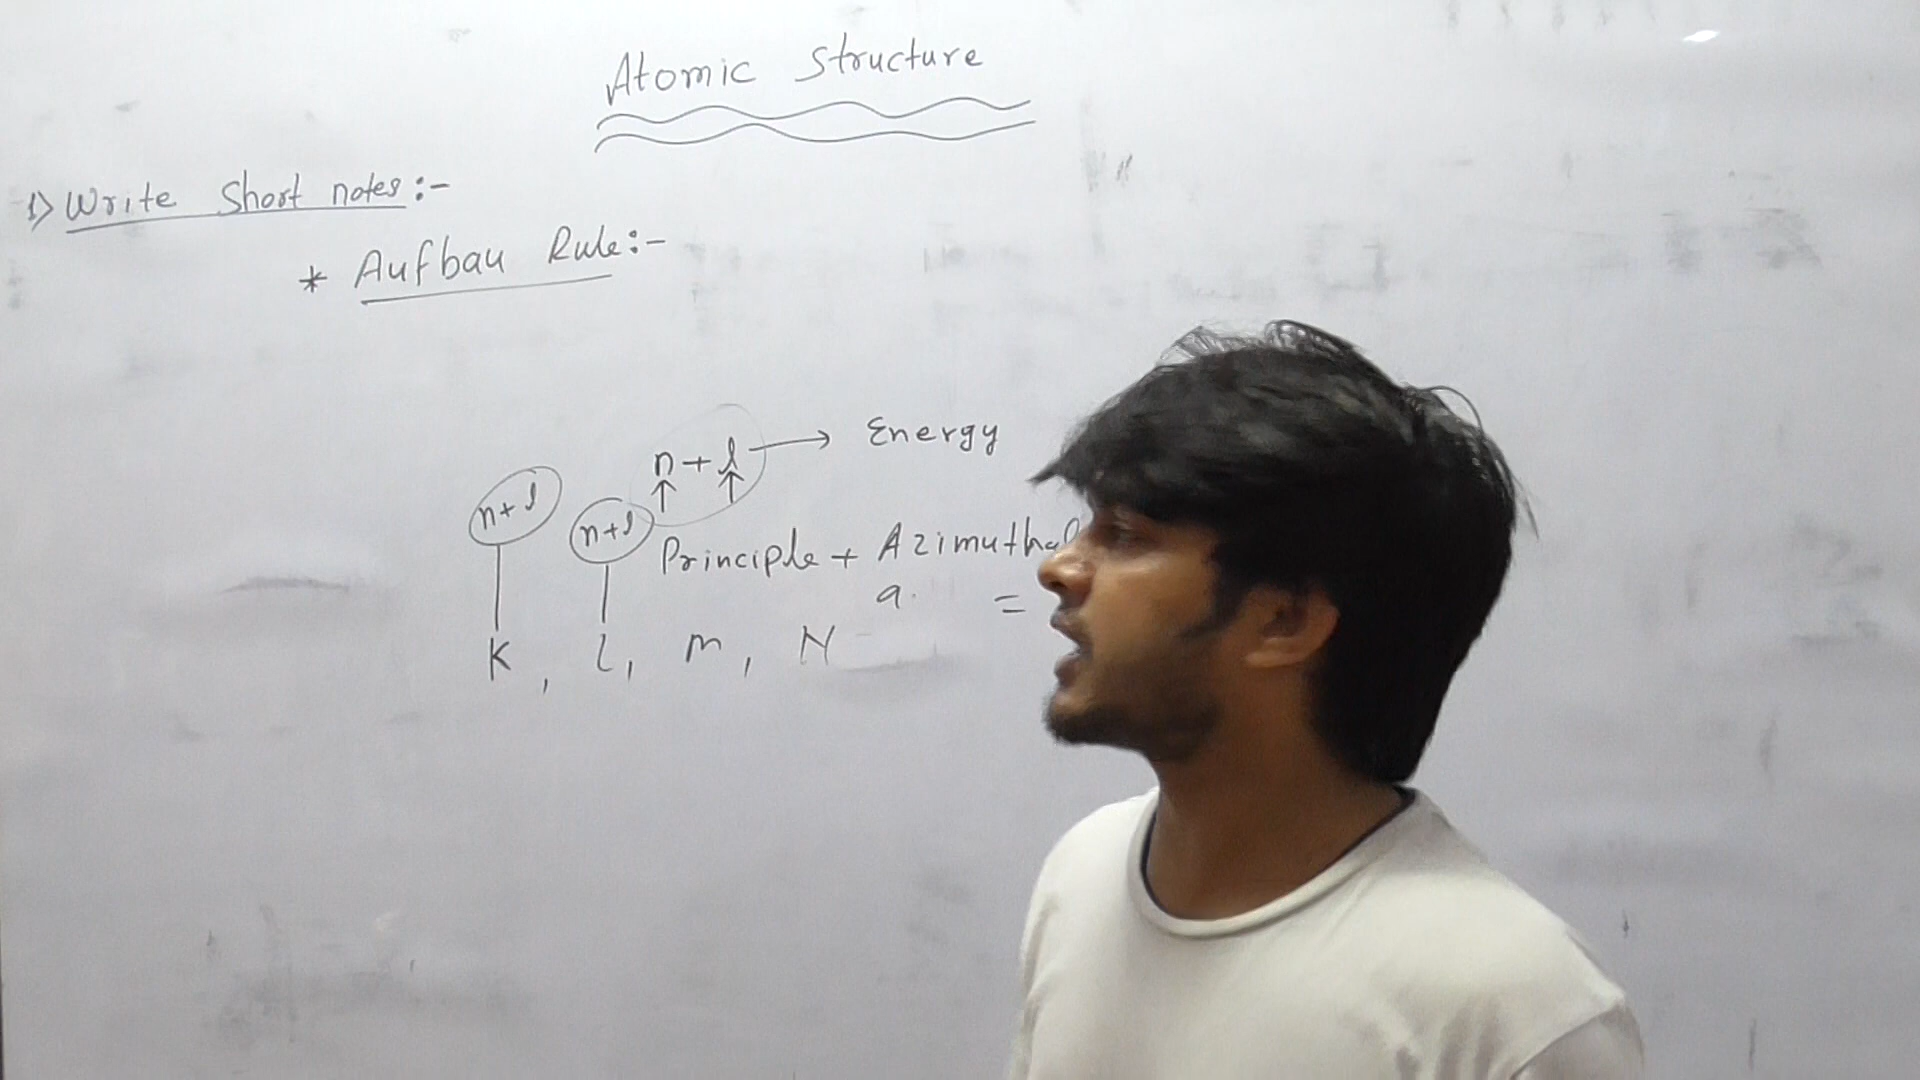 Atomic Structure
1) Write Short notes :-
* Aufbau Rule :-
n+l → Energy
n+l n+l
Principle + Azimuthal
a. =
K, L, m, N